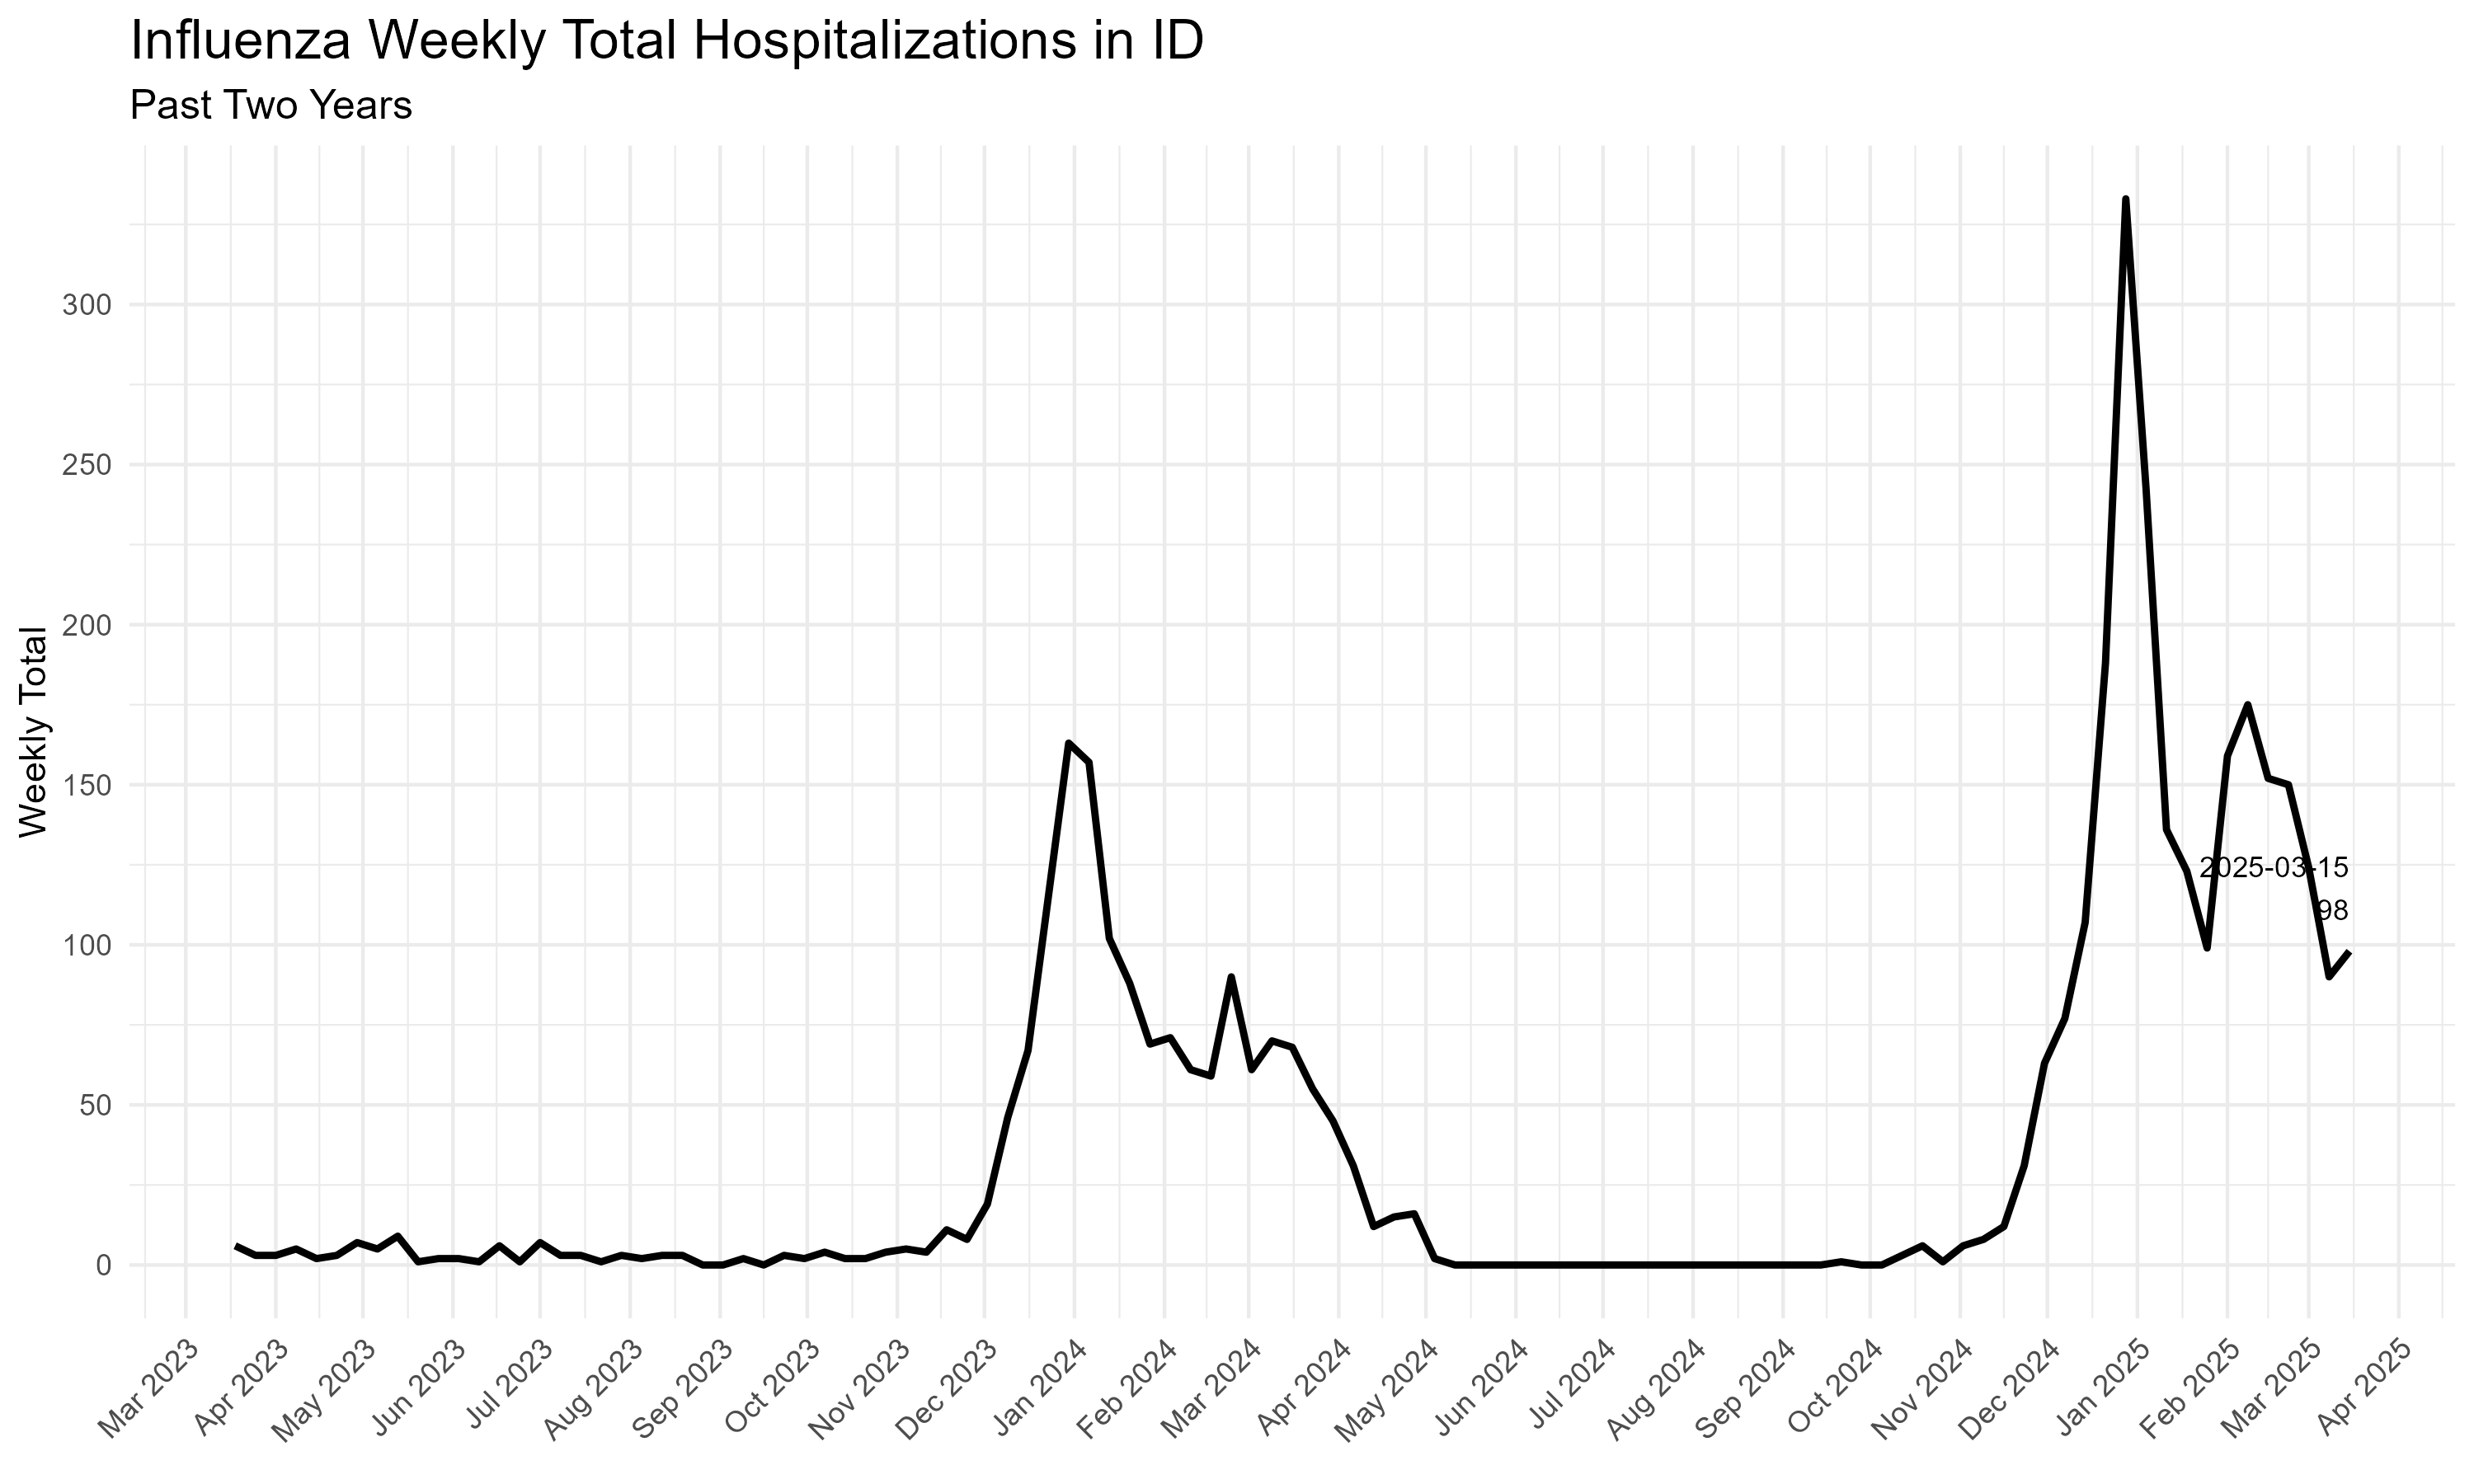 Influenza Weekly Total Hospitalizations in ID
Past Two Years
Weekly Total
300
250
200
150
100
50
0
2025-03-15
98
Mar 2023
Apr 2023
May 2023
Jun 2023
Jul 2023
Aug 2023
Sep 2023
Oct 2023
Nov 2023
Dec 2023
Jan 2024
Feb 2024
Mar 2024
Apr 2024
May 2024
Jun 2024
Jul 2024
Aug 2024
Sep 2024
Oct 2024
Nov 2024
Dec 2024
Jan 2025
Feb 2025
Mar 2025
Apr 2025